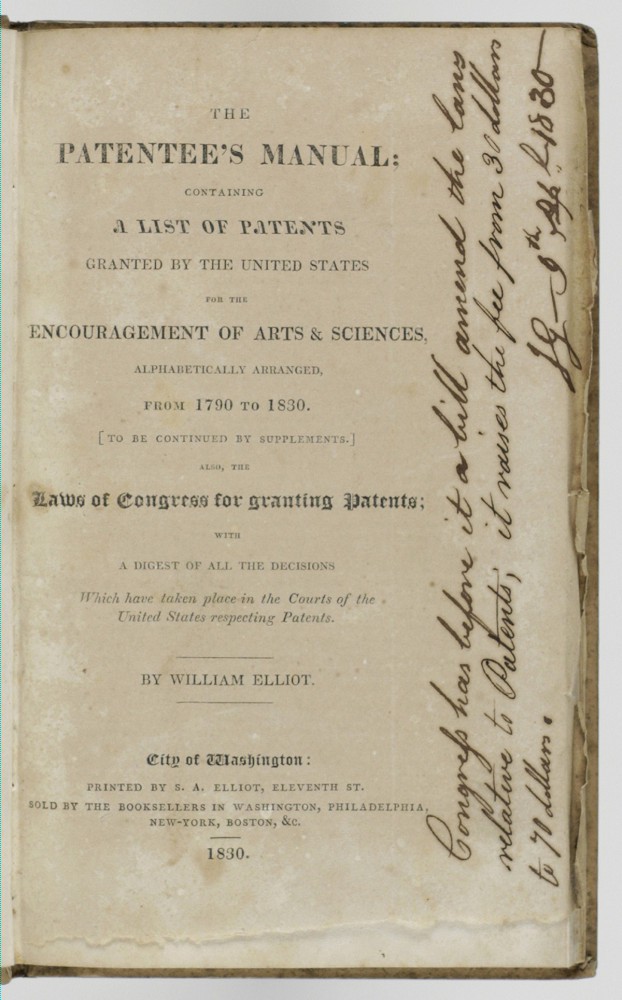 THE
PATENTEE'S MANUAL:
CONTAINING
A LIST OF PATENTS
GRANTED BY THE UNITED STATES
FOR THE
ENCOURAGEMENT OF ARTS & SCIENCES,
ALPHABETICALLY ARRANGED,
FROM 1790 TO 1830.
[TO BE CONTINUED BY SUPPLEMENTS.]
ALSO, THE
Laws of Congress for granting Patents;
WITH
A DIGEST OF ALL THE DECISIONS
Which have taken place in the Courts of the
United States respecting Patents.
BY WILLIAM ELLIOT.
City of Washington:
PRINTED BY S. A. ELLIOT, ELEVENTH ST.
SOLD BY THE BOOKSELLERS IN WASHINGTON, PHILADELPHIA,
NEW-YORK, BOSTON, &c.
1830.
Congress has before it a bill amend the laws
relative to Patents; it raises the fee from 30 dollars
to 70 dollars.
9th 1830